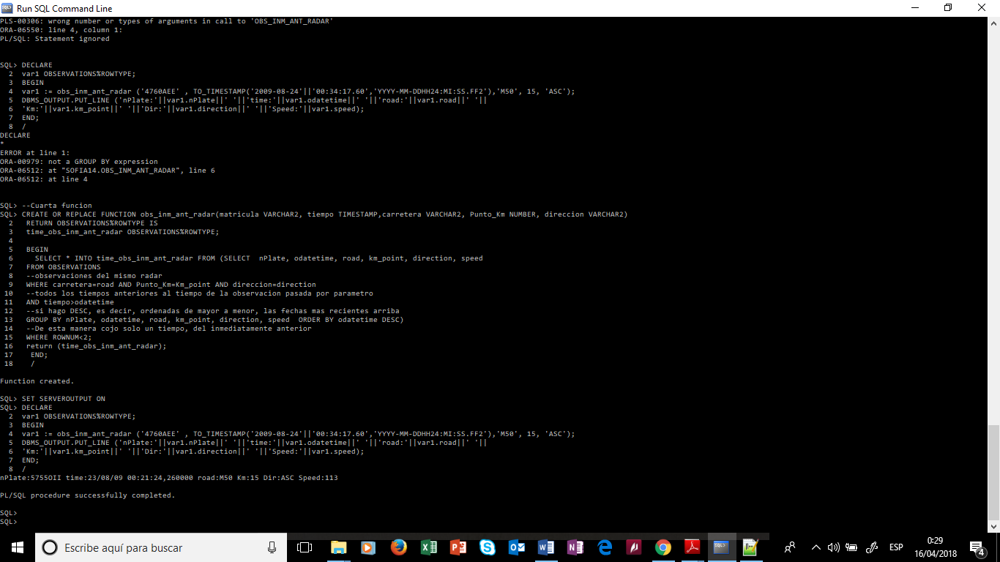 Run SQL Command Line
PLS-00306: wrong number or types of arguments in call to 'OBS_INM_ANT_RADAR'
ORA-06550: line 4, column 1:
PL/SQL: Statement ignored
SQL> DECLARE
2 var1 OBSERVATIONS%ROWTYPE;
3 BEGIN
4 var1 := obs_inm_ant_radar ('4760AEE' , TO_TIMESTAMP('2009-08-24'||'00:34:17.60','YYYY-MM-DDHH24:MI:SS.FF2'),'M50', 15, 'ASC');
5 DBMS_OUTPUT.PUT_LINE ('nPlate:'||var1.nPlate||' '||'time:'||var1.odatetime||' '||'road:'||var1.road||' '||
6 'Km:'||var1.km_point||' '||'Dir:'||var1.direction||' '||'Speed:'||var1.speed);
7 END;
8 /
DECLARE
*
ERROR at line 1:
ORA-00979: not a GROUP BY expression
ORA-06512: at "SOFIA14.OBS_INM_ANT_RADAR", line 6
ORA-06512: at line 4
SQL> --Cuarta funcion
SQL> CREATE OR REPLACE FUNCTION obs_inm_ant_radar(matricula VARCHAR2, tiempo TIMESTAMP,carretera VARCHAR2, Punto_Km NUMBER, direccion VARCHAR2)
2 RETURN OBSERVATIONS%ROWTYPE IS
3 time_obs_inm_ant_radar OBSERVATIONS%ROWTYPE;
4
5 BEGIN
6 SELECT * INTO time_obs_inm_ant_radar FROM (SELECT nPlate, odatetime, road, km_point, direction, speed
7 FROM OBSERVATIONS
8 --observaciones del mismo radar
9 WHERE carretera=road AND Punto_Km=Km_point AND direccion=direction
10 --todos los tiempos anteriores al tiempo de la observacion pasada por parametro
11 AND tiempo>odatetime
12 --si hago DESC, es decir, ordenadas de mayor a menor, las fechas mas recientes arriba
13 GROUP BY nPlate, odatetime, road, km_point, direction, speed ORDER BY odatetime DESC)
14 --De esta manera cojo solo un tiempo, del inmediatamente anterior
15 WHERE ROWNUM<2;
16 return (time_obs_inm_ant_radar);
17 END;
18 /
Function created.
SQL> SET SERVEROUTPUT ON
SQL> DECLARE
2 var1 OBSERVATIONS%ROWTYPE;
3 BEGIN
4 var1 := obs_inm_ant_radar ('4760AEE' , TO_TIMESTAMP('2009-08-24'||'00:34:17.60','YYYY-MM-DDHH24:MI:SS.FF2'),'M50', 15, 'ASC');
5 DBMS_OUTPUT.PUT_LINE ('nPlate:'||var1.nPlate||' '||'time:'||var1.odatetime||' '||'road:'||var1.road||' '||
6 'Km:'||var1.km_point||' '||'Dir:'||var1.direction||' '||'Speed:'||var1.speed);
7 END;
8 /
nPlate:5755OII time:23/08/09 00:21:24,260000 road:M50 Km:15 Dir:ASC Speed:113
PL/SQL procedure successfully completed.
SQL>
SQL>
Escribe aquí para buscar
ESP
0:29
16/04/2018
4